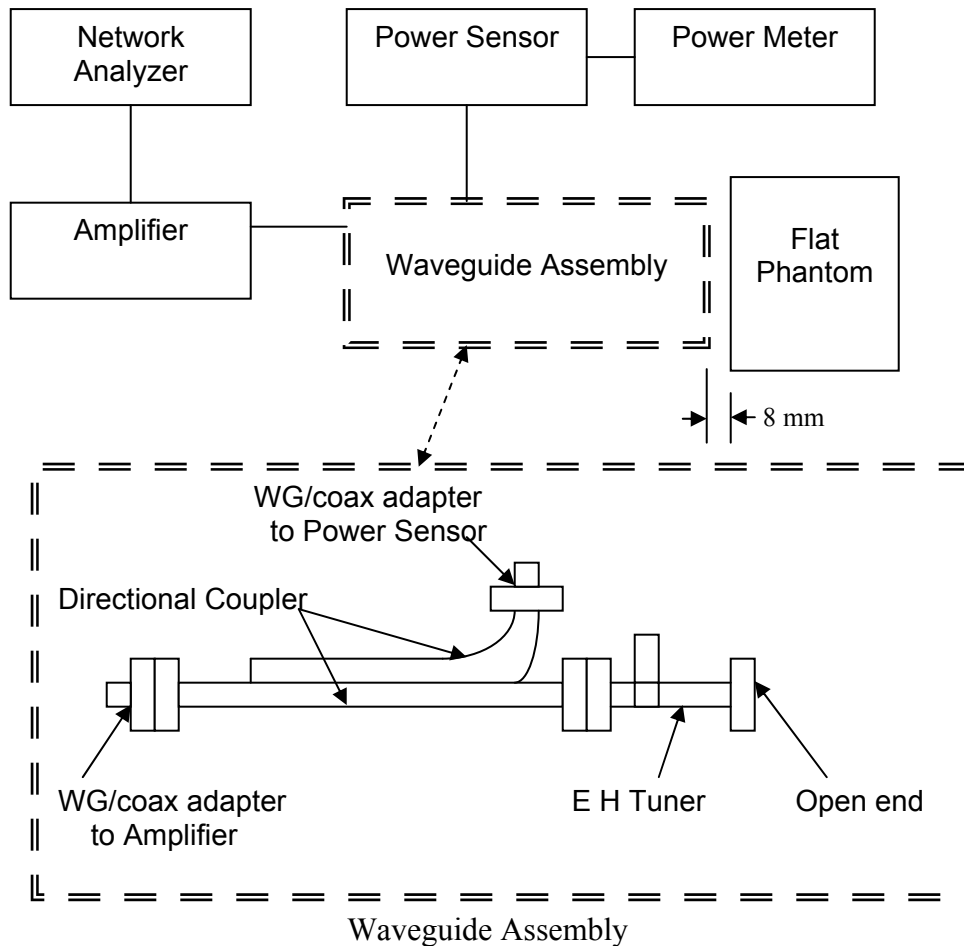 Network
Analyzer
Power Sensor
Power Meter
Amplifier
Waveguide Assembly
Flat
Phantom
8 mm
WG/coax adapter
to Power Sensor
Directional Coupler
WG/coax adapter
to Amplifier
E H Tuner
Open end
Waveguide Assembly